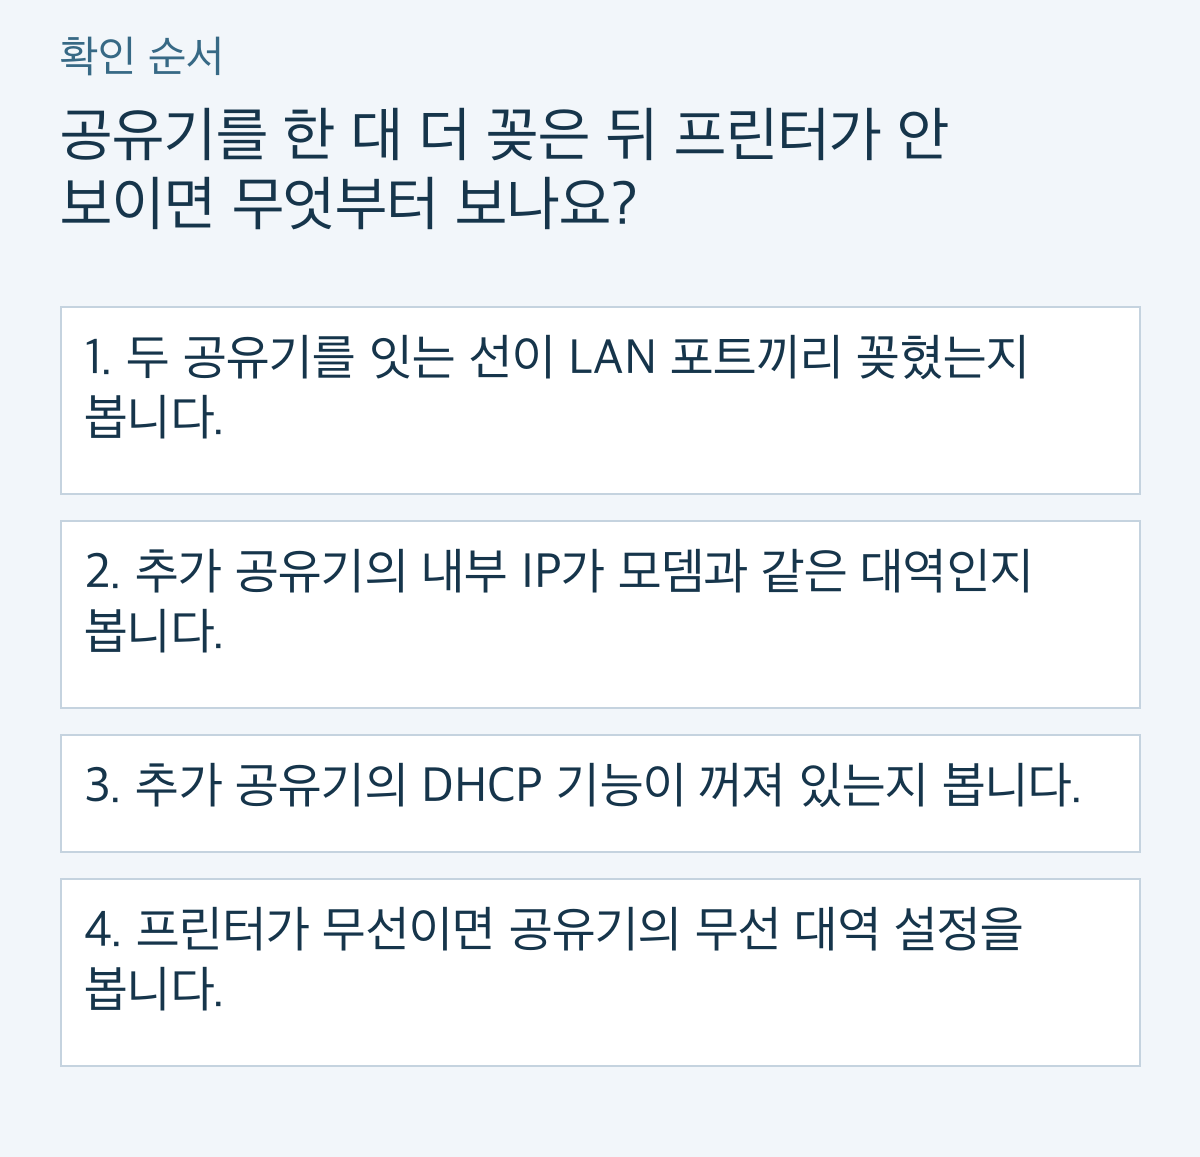 확인 순서
공유기를 한 대 더 꽂은 뒤 프린터가 안
보이면 무엇부터 보나요?
1. 두 공유기를 잇는 선이 LAN 포트끼리 꽂혔는지
봅니다.
2. 추가 공유기의 내부 IP가 모뎀과 같은 대역인지
봅니다.
3. 추가 공유기의 DHCP 기능이 꺼져 있는지 봅니다.
4. 프린터가 무선이면 공유기의 무선 대역 설정을
봅니다.